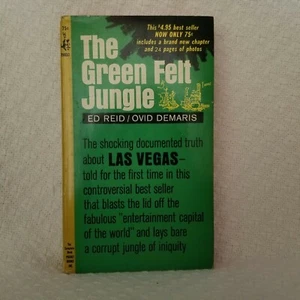 This $4.95 best seller
NOW ONLY 75¢
includes a brand new chapter
and 24 pages of photos
The
Green Felt
Jungle
ED REID/OVID DEMARIS
The shocking documented truth
about LAS VEGAS—
told for the first time in this
controversial best seller
that blasts the lid off the
fabulous "entertainment capital
of the world" and lays bare
a corrupt jungle of iniquity